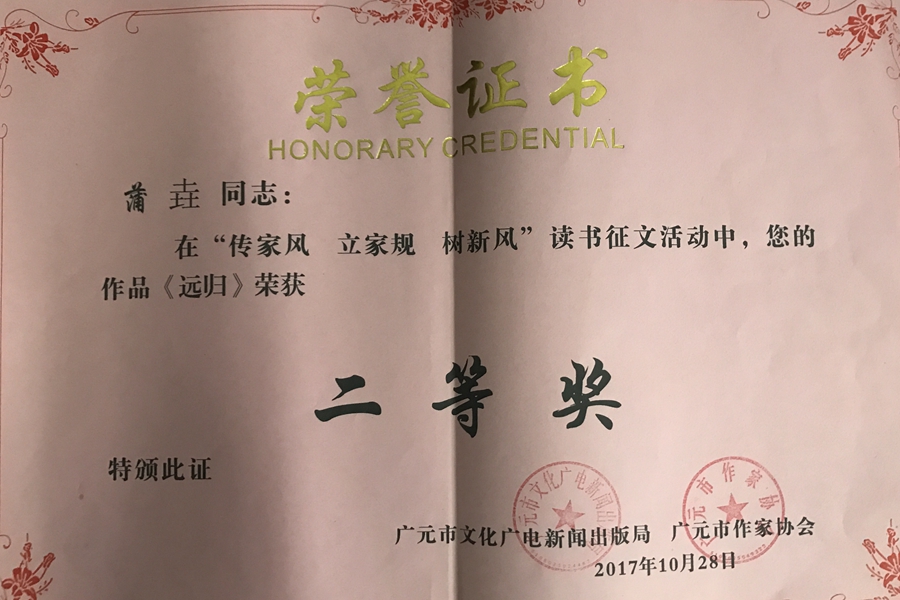 荣誉证书
HONORARY CREDENTIAL
蒲 壵 同志：
在“传家风 立家规 树新风”读书征文活动中，您的
作品《远归》荣获
二等奖
特颁此证
广元市文化广电新闻出版局 广元市作家协会
2017年10月28日